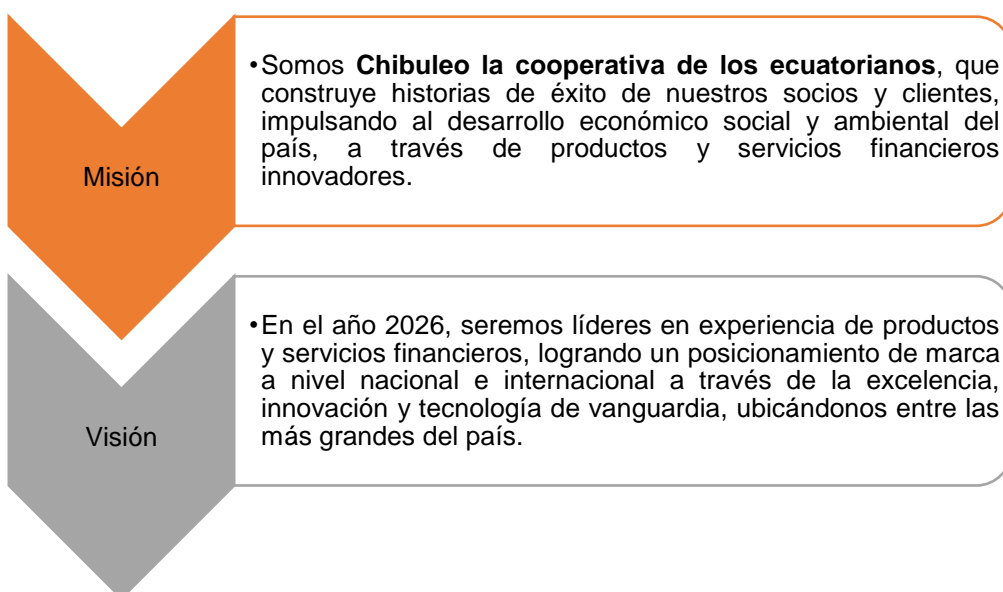 Misión
•Somos Chibuleo la cooperativa de los ecuatorianos, que
construye historias de éxito de nuestros socios y clientes,
impulsando al desarrollo económico social y ambiental del
país, a través de productos y servicios financieros
innovadores.
Visión
•En el año 2026, seremos líderes en experiencia de productos
y servicios financieros, logrando un posicionamiento de marca
a nivel nacional e internacional a través de la excelencia,
innovación y tecnología de vanguardia, ubicándonos entre las
más grandes del país.